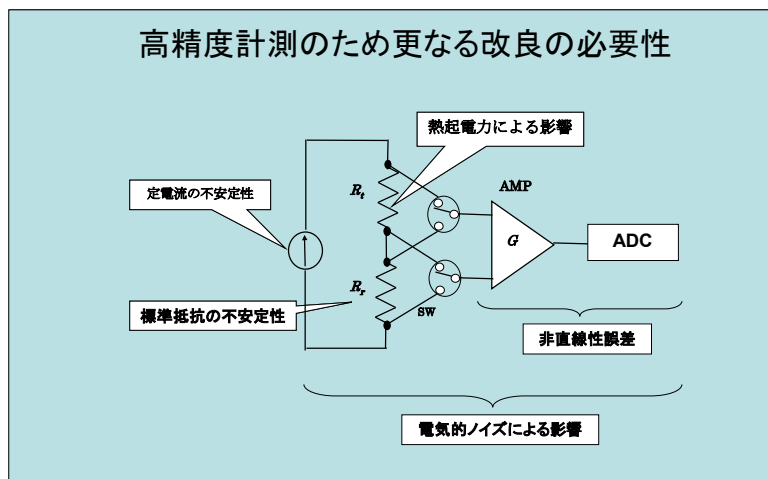 高精度計測のため更なる改良の必要性
熱起電力による影響
定電流の不安定性
Rt
AMP
G
ADC
Rr
標準抵抗の不安定性
SW
非直線性誤差
電気的ノイズによる影響